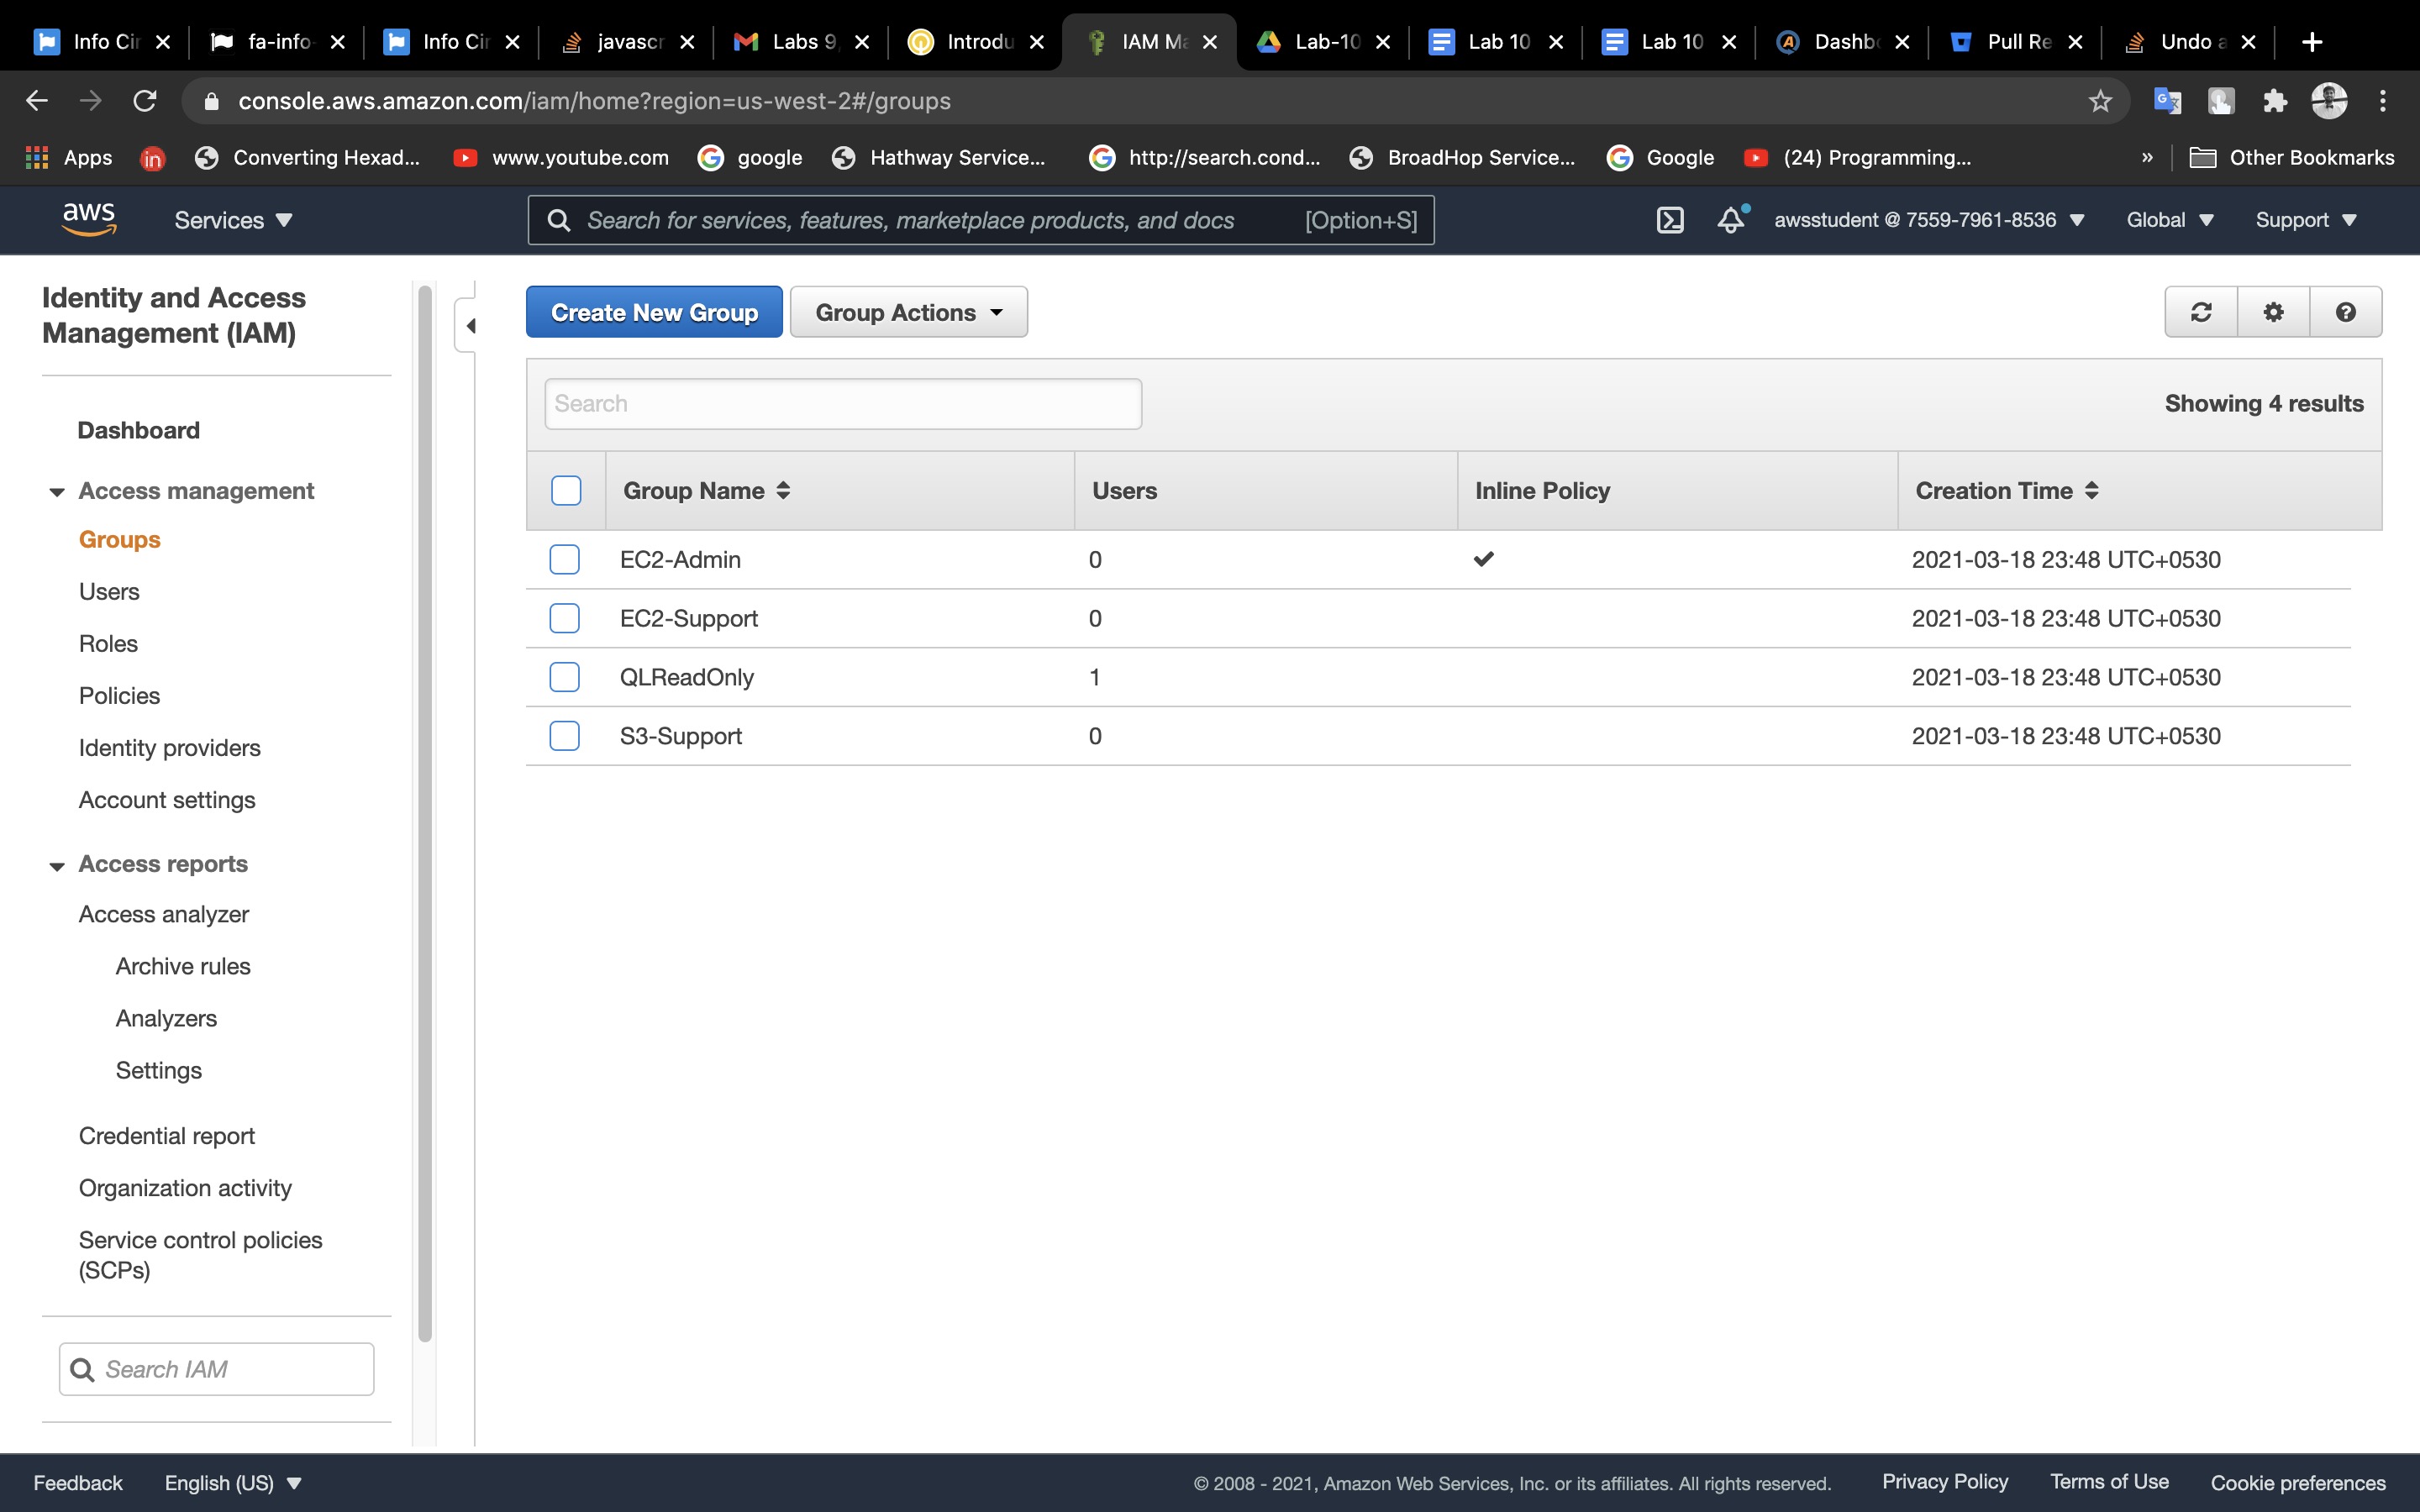 Info Cir
fa-info-
Info Cir
javascr
Labs 9,
Introdu
IAM Ma
Lab-10
Lab 10
Lab 10
Dashbo
Pull Re
Undo a
console.aws.amazon.com/iam/home?region=us-west-2#/groups
Apps
in
Converting Hexad...
www.youtube.com
google
Hathway Service...
http://search.cond...
BroadHop Service...
Google
(24) Programming...
»
Other Bookmarks
aws
Services
Search for services, features, marketplace products, and docs
[Option+S]
awsstudent @ 7559-7961-8536
Global
Support
Identity and Access
Management (IAM)
Dashboard
Access management
Groups
Users
Roles
Policies
Identity providers
Account settings
Access reports
Access analyzer
Archive rules
Analyzers
Settings
Credential report
Organization activity
Service control policies
(SCPs)
Search IAM
Create New Group
Group Actions
Search
Showing 4 results
Group Name Users Inline Policy Creation Time
EC2-Admin 0 ✔ 2021-03-18 23:48 UTC+0530
EC2-Support 0 2021-03-18 23:48 UTC+0530
QLReadOnly 1 2021-03-18 23:48 UTC+0530
S3-Support 0 2021-03-18 23:48 UTC+0530
Feedback
English (US)
© 2008 - 2021, Amazon Web Services, Inc. or its affiliates. All rights reserved.
Privacy Policy
Terms of Use
Cookie preferences